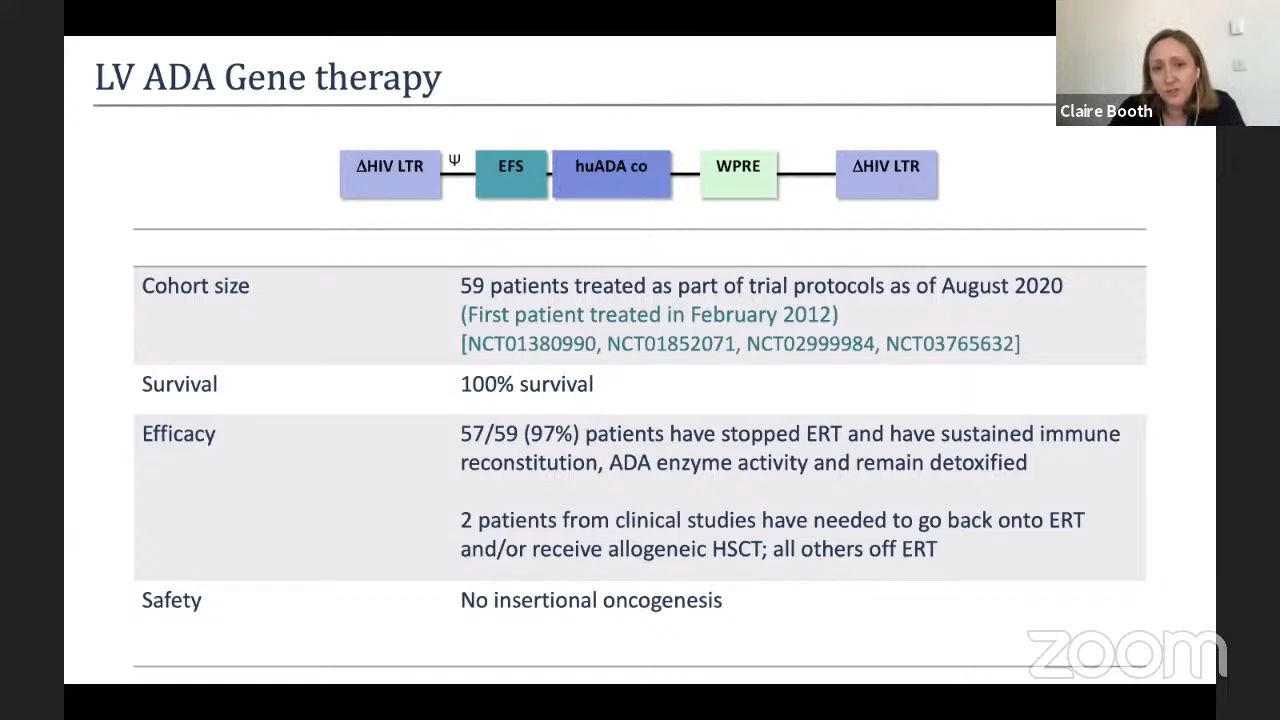 LV ADA Gene therapy
Claire Booth
ΔHIV LTR
Ψ
EFS
huADA co
WPRE
ΔHIV LTR
Cohort size
59 patients treated as part of trial protocols as of August 2020
(First patient treated in February 2012)
[NCT01380990, NCT01852071, NCT02999984, NCT03765632]
Survival
100% survival
Efficacy
57/59 (97%) patients have stopped ERT and have sustained immune
reconstitution, ADA enzyme activity and remain detoxified
2 patients from clinical studies have needed to go back onto ERT
and/or receive allogeneic HSCT; all others off ERT
Safety
No insertional oncogenesis
zoom